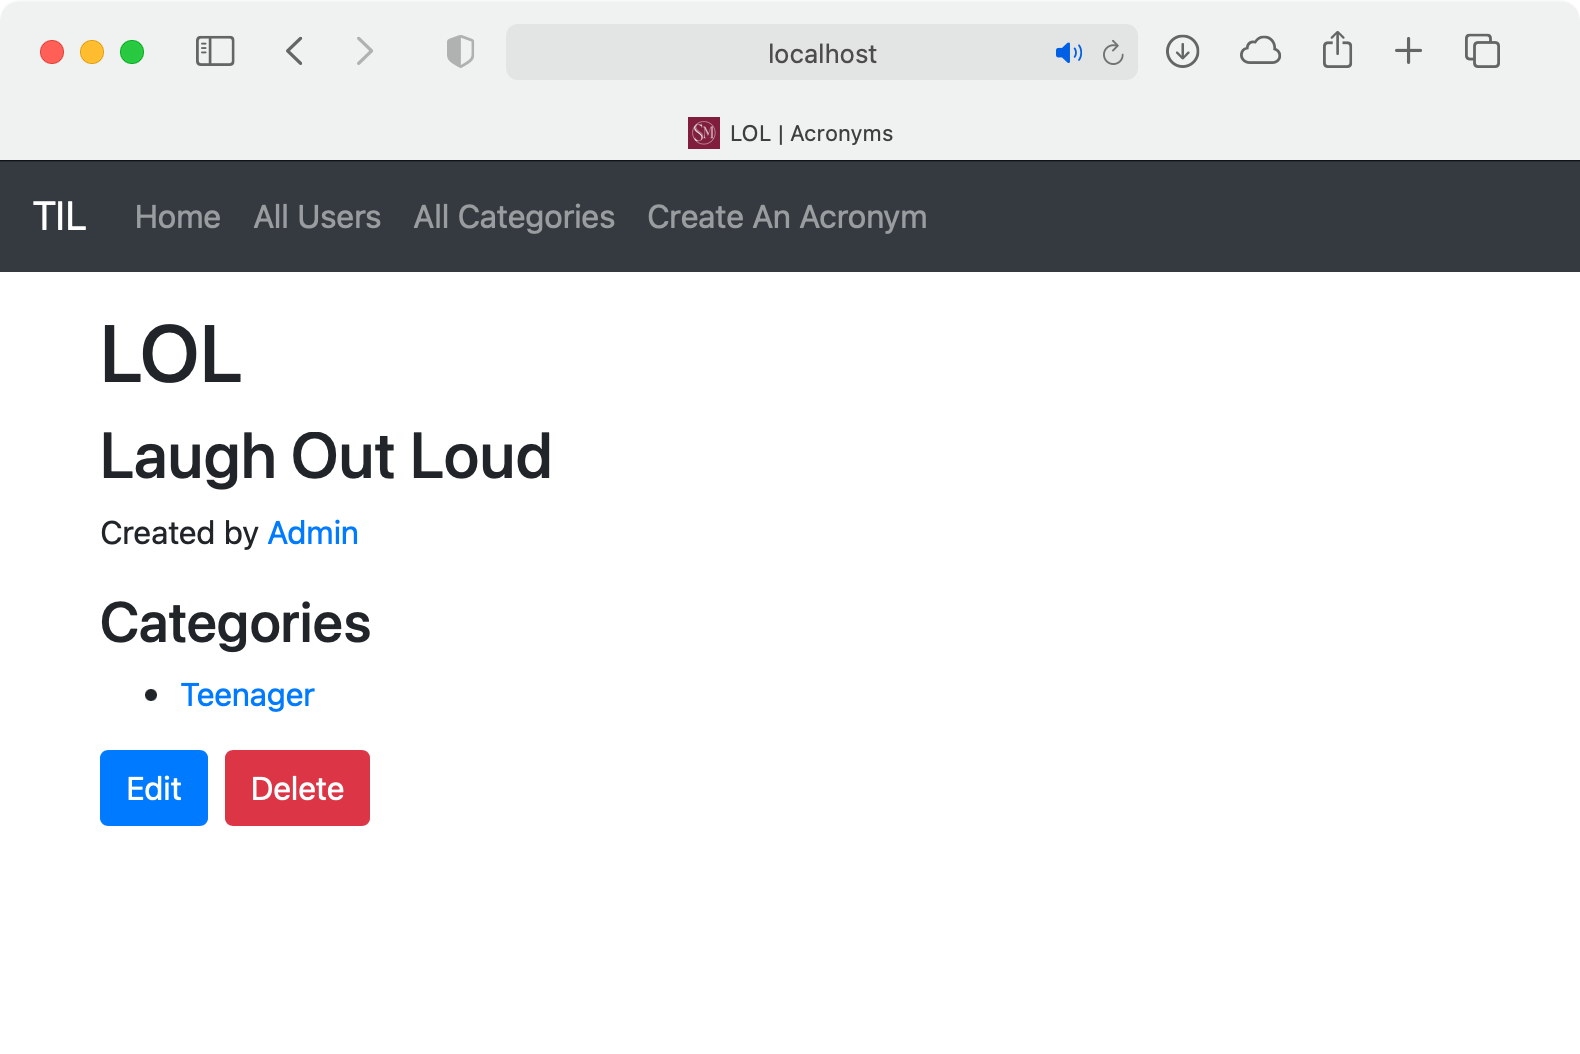 localhost
SM LOL | Acronyms
TIL Home All Users All Categories Create An Acronym
LOL
Laugh Out Loud
Created by Admin
Categories
• Teenager
Edit Delete